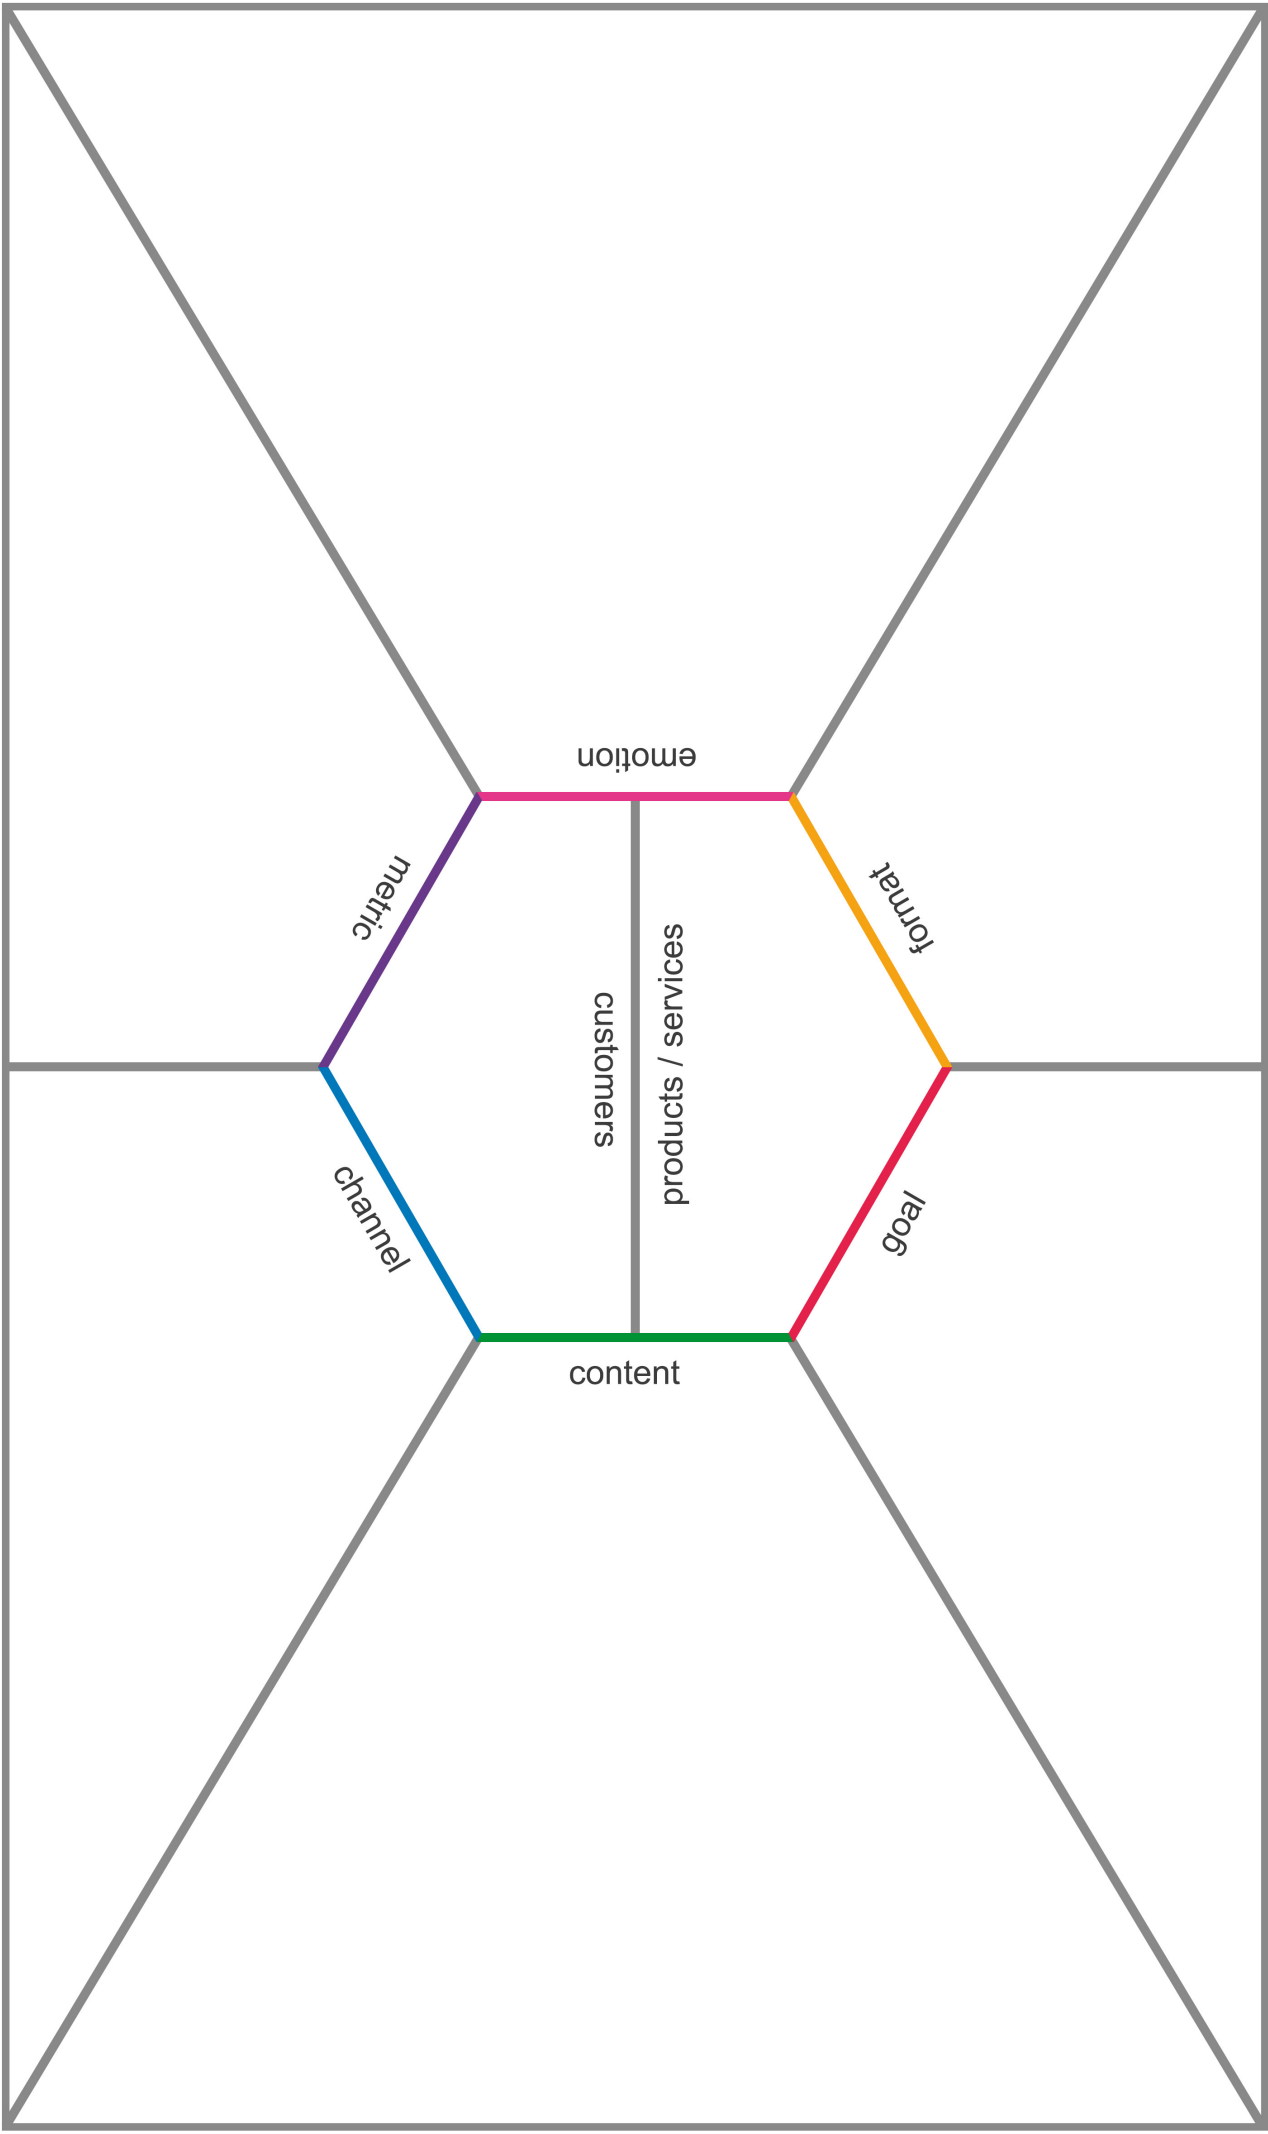 emotion
metric
format
customers
products / services
channel
goal
content